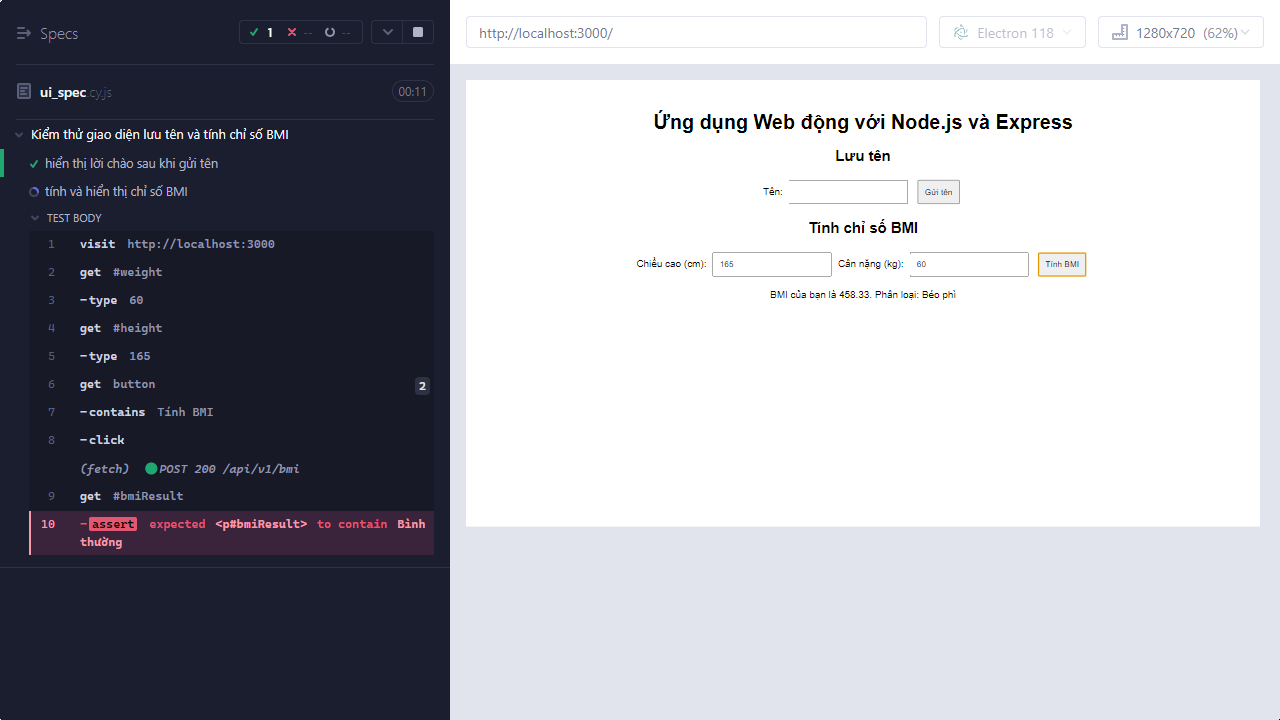 Specs
1
--
--
http://localhost:3000/
Electron 118
1280x720 (62%)
ui_spec.cy.js
00:11
Kiểm thử giao diện lưu tên và tính chỉ số BMI
hiển thị lời chào sau khi gửi tên
tính và hiển thị chỉ số BMI
TEST BODY
1 visit http://localhost:3000
2 get #weight
3 -type 60
4 get #height
5 -type 165
6 get button 2
7 -contains Tính BMI
8 -click
(fetch) POST 200 /api/v1/bmi
9 get #bmiResult
10 -assert expected <p#bmiResult> to contain Bình
thường
Ứng dụng Web động với Node.js và Express
Lưu tên
Tên: Gửi tên
Tính chỉ số BMI
Chiều cao (cm): 165 Cân nặng (kg): 60 Tính BMI
BMI của bạn là 458.33. Phân loại: Béo phì